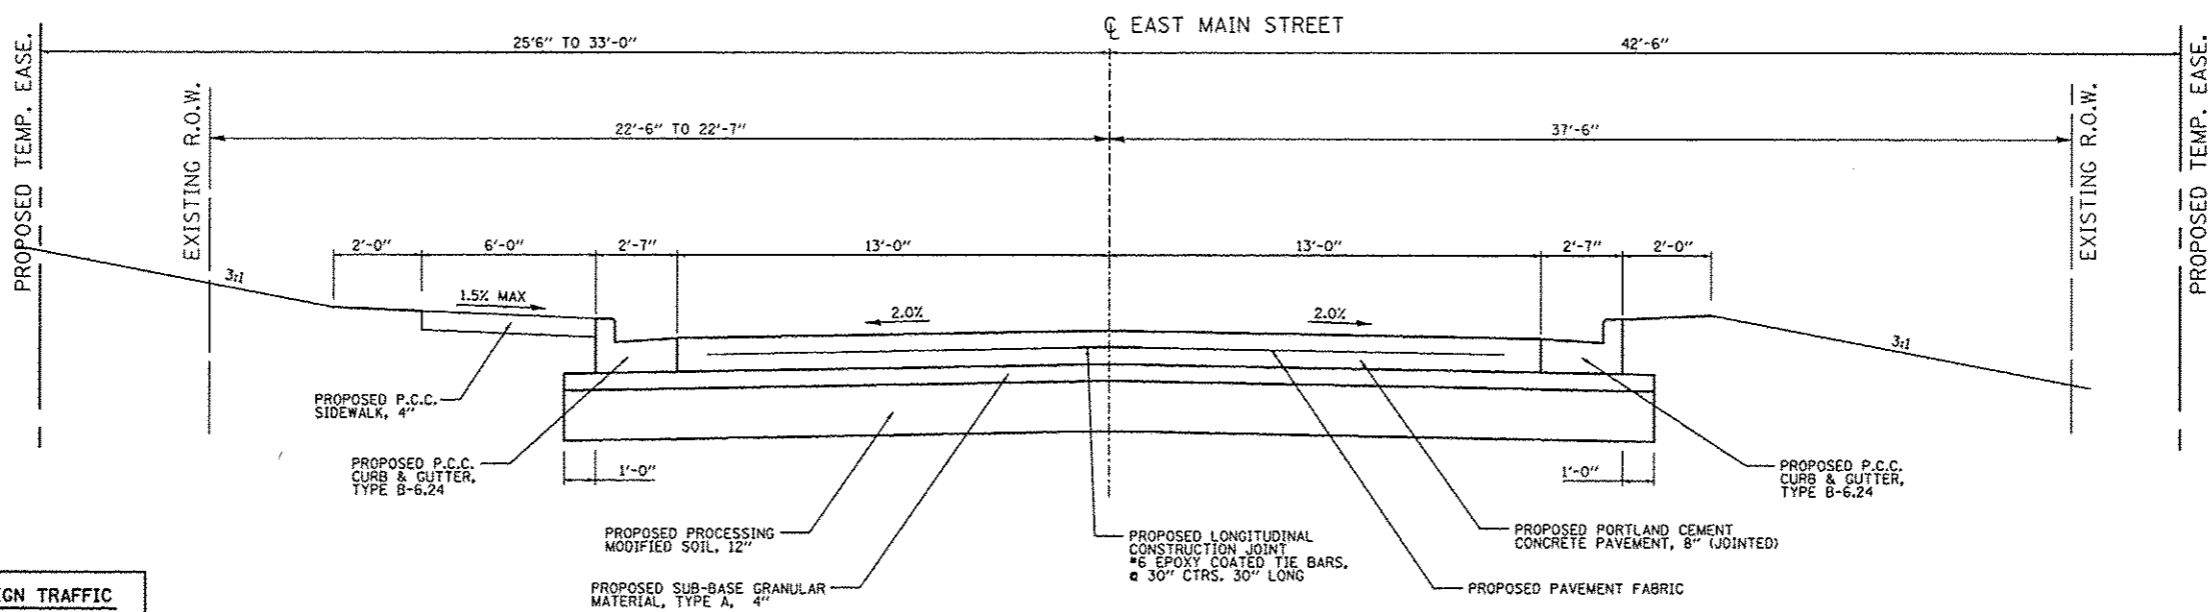 ℄ EAST MAIN STREET
25'6" TO 33'-0"
42'-6"
PROPOSED TEMP. EASE.
EXISTING R.O.W.
22'-6" TO 22'-7"
37'-6"
EXISTING R.O.W.
PROPOSED TEMP. EASE.
2'-0"
6'-0"
2'-7"
13'-0"
13'-0"
2'-7"
2'-0"
3:1
1.5% MAX
2.0%
2.0%
3:1
PROPOSED P.C.C.
SIDEWALK, 4"
PROPOSED P.C.C.
CURB & GUTTER,
TYPE B-6.24
1'-0"
1'-0"
PROPOSED P.C.C.
CURB & GUTTER,
TYPE B-6.24
PROPOSED PROCESSING
MODIFIED SOIL, 12"
PROPOSED SUB-BASE GRANULAR
MATERIAL, TYPE A, 4"
PROPOSED LONGITUDINAL
CONSTRUCTION JOINT
#6 EPOXY COATED TIE BARS,
@ 30" CTRS. 30" LONG
PROPOSED PORTLAND CEMENT
CONCRETE PAVEMENT, 8" (JOINTED)
PROPOSED PAVEMENT FABRIC
IGN TRAFFIC